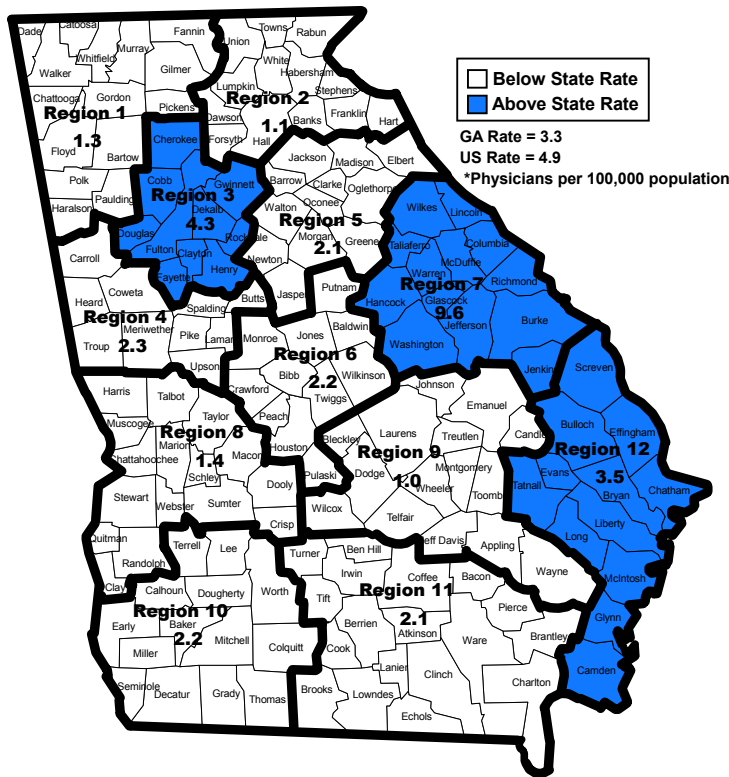 Below State Rate
Above State Rate
GA Rate = 3.3
US Rate = 4.9
*Physicians per 100,000 population
Dade
Catoosa
Fannin
Whitfield
Murray
Walker
Gilmer
Chattooga
Gordon
Pickens
Region 1
1.3
Floyd
Bartow
Polk
Paulding
Haralson
Towns
Rabun
Union
White
Habersham
Lumpkin
Stephens
Region 2
1.1
Dawson
Banks
Franklin
Hart
Forsyth
Hall
Cherokee
Cobb
Gwinnett
Region 3
4.3
Dekalb
Douglas
Rockdale
Fulton
Clayton
Fayette
Henry
Carroll
Coweta
Heard
Spalding
Butts
Region 4
2.3
Meriwether
Pike
Lamar
Troup
Upson
Jackson
Madison
Elbert
Barrow
Clarke
Oglethorpe
Walton
Oconee
Region 5
2.1
Morgan
Greene
Newton
Jasper
Putnam
Baldwin
Monroe
Jones
Region 6
2.2
Bibb
Wilkinson
Crawford
Twiggs
Peach
Houston
Pulaski
Wilkes
Lincoln
Taliaferro
Columbia
McDuffie
Warren
Richmond
Region 7
9.6
Hancock
Glascock
Jefferson
Burke
Washington
Jenkins
Harris
Talbot
Taylor
Muscogee
Region 8
1.4
Marion
Macon
Chattahoochee
Schley
Dooly
Stewart
Webster
Sumter
Crisp
Quitman
Randolph
Clay
Johnson
Emanuel
Laurens
Treutlen
Candler
Bleckley
Region 9
1.0
Dodge
Montgomery
Wheeler
Toombs
Wilcox
Telfair
Jeff Davis
Appling
Wayne
Terrell
Lee
Calhoun
Dougherty
Worth
Region 10
2.2
Early
Baker
Mitchell
Miller
Colquitt
Seminole
Decatur
Grady
Thomas
Turner
Ben Hill
Irwin
Coffee
Bacon
Tift
Region 11
2.1
Pierce
Berrien
Atkinson
Ware
Brantley
Cook
Lanier
Clinch
Charlton
Brooks
Lowndes
Echols
Screven
Bulloch
Effingham
Region 12
3.5
Evans
Tatnall
Bryan
Chatham
Liberty
Long
McIntosh
Glynn
Camden